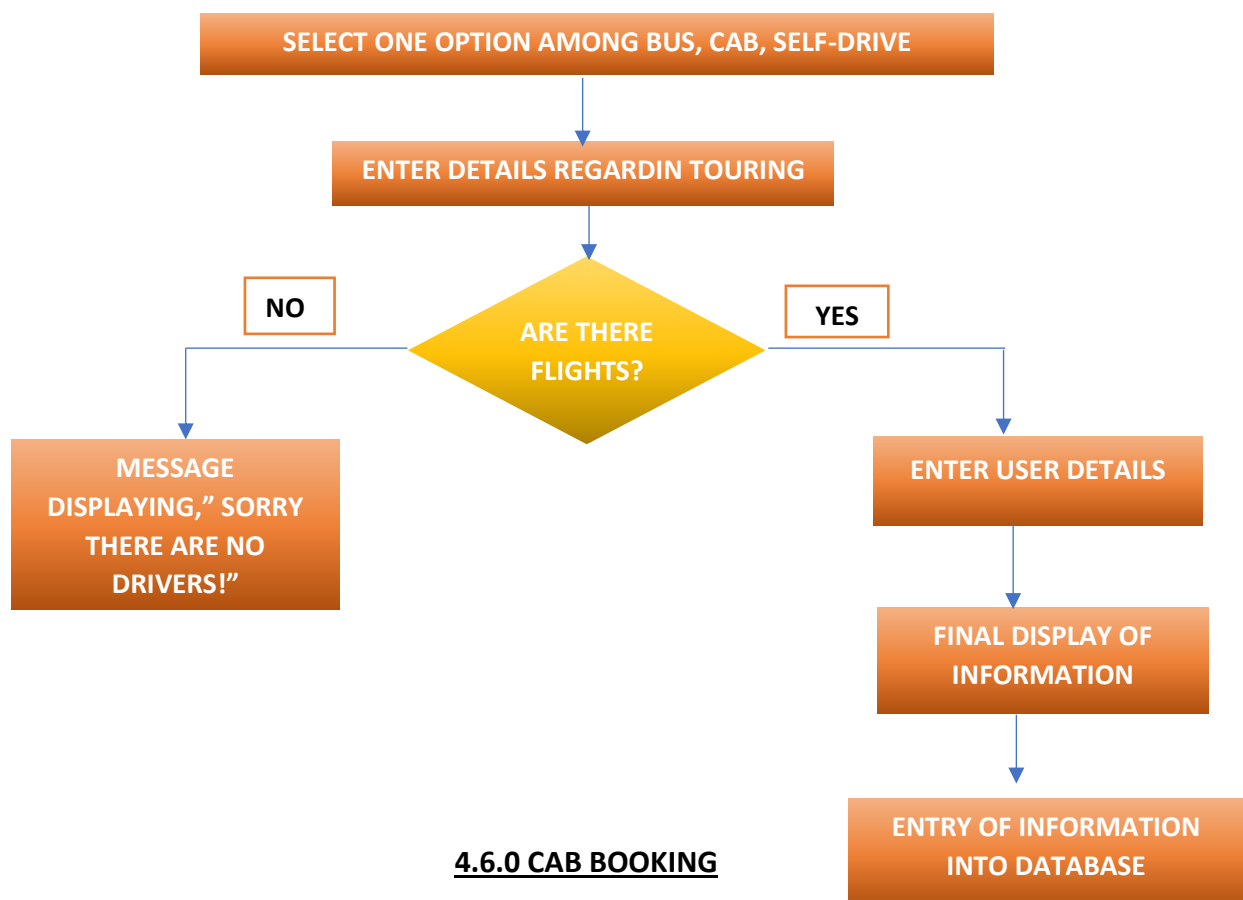 SELECT ONE OPTION AMONG BUS, CAB, SELF-DRIVE
ENTER DETAILS REGARDIN TOURING
NO
YES
ARE THERE
FLIGHTS?
MESSAGE
DISPLAYING,” SORRY
THERE ARE NO
DRIVERS!”
ENTER USER DETAILS
FINAL DISPLAY OF
INFORMATION
ENTRY OF INFORMATION
INTO DATABASE
4.6.0 CAB BOOKING